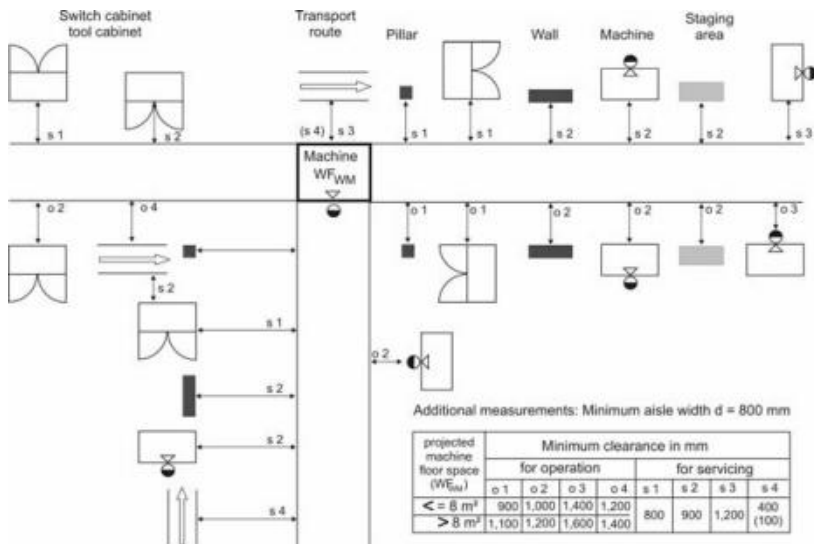 Switch cabinet
tool cabinet
Transport
route
Pillar
Wall
Machine
Staging
area
s 1
s 2
(s 4)
s 3
s 1
s 1
s 2
s 2
s 2
s 3
Machine
WFWM
o 2
o 4
o 1
o 1
o 2
o 2
o 2
o 3
s 2
s 1
o 2
s 2
s 2
s 4
Additional measurements: Minimum aisle width d = 800 mm
projected
machine
floor space
(WFWM)
Minimum clearance in mm
for operation
for servicing
o 1 o 2 o 3 o 4 s 1 s 2 s 3 s 4
< = 8 m² 900 1,000 1,400 1,200 800 900 1,200 400 (100)
> 8 m² 1,100 1,200 1,600 1,400